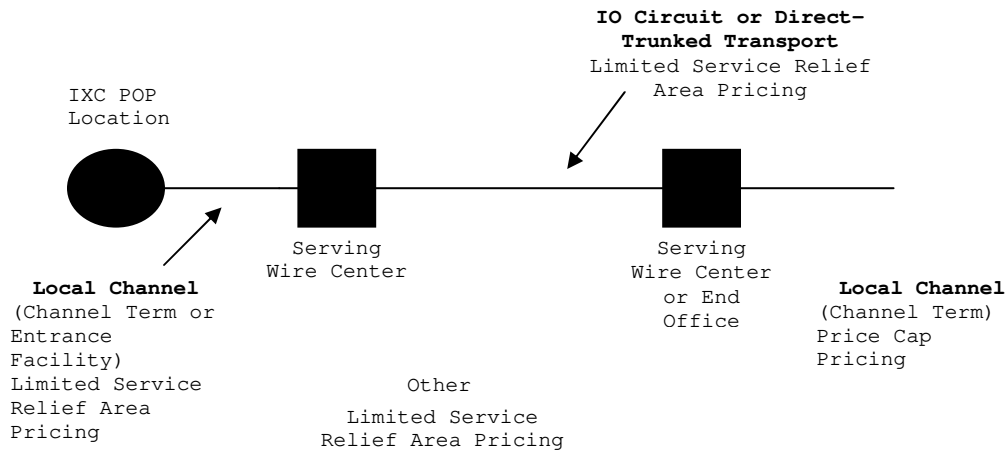 IO Circuit or Direct-
Trunked Transport
Limited Service Relief
Area Pricing
IXC POP
Location
Serving
Wire Center
Serving
Wire Center
or End
Office
Local Channel
(Channel Term or
Entrance
Facility)
Limited Service
Relief Area
Pricing
Local Channel
(Channel Term)
Price Cap
Pricing
Other
Limited Service
Relief Area Pricing